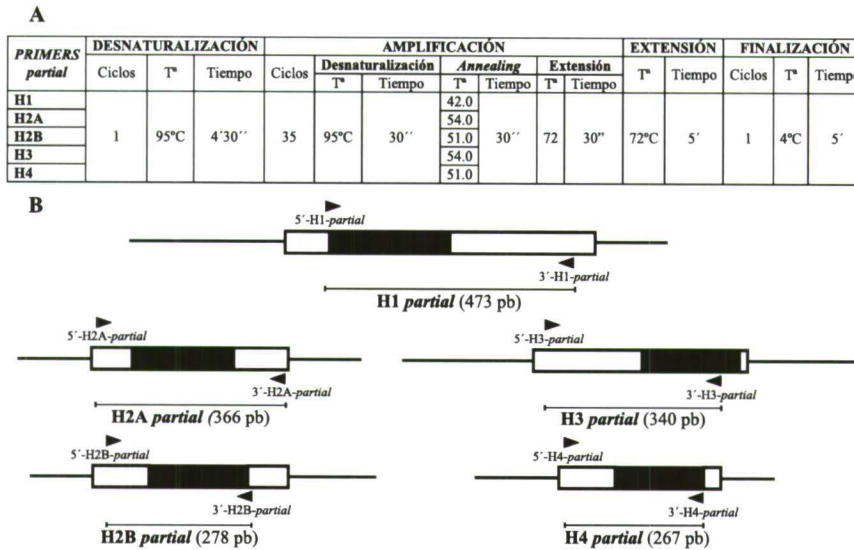 A
PRIMERS partial DESNATURALIZACIÓN AMPLIFICACIÓN EXTENSIÓN FINALIZACIÓN
Desnaturalización Annealing Extensión
Ciclos Tª Tiempo Ciclos Tª Tiempo Tª Tiempo Tª Tiempo Tª Tiempo Ciclos Tª Tiempo
H1 42.0
H2A 54.0
H2B 1 95ºC 4´30´´ 35 95ºC 30´´ 51.0 30´´ 72 30” 72ºC 5´ 1 4ºC 5´
H3 54.0
H4 51.0
B
5´-H1-partial
3´-H1-partial
H1 partial (473 pb)
5´-H2A-partial
3´-H2A-partial
H2A partial (366 pb)
5´-H3-partial
3´-H3-partial
H3 partial (340 pb)
5´-H2B-partial
3´-H2B-partial
H2B partial (278 pb)
5´-H4-partial
3´-H4-partial
H4 partial (267 pb)